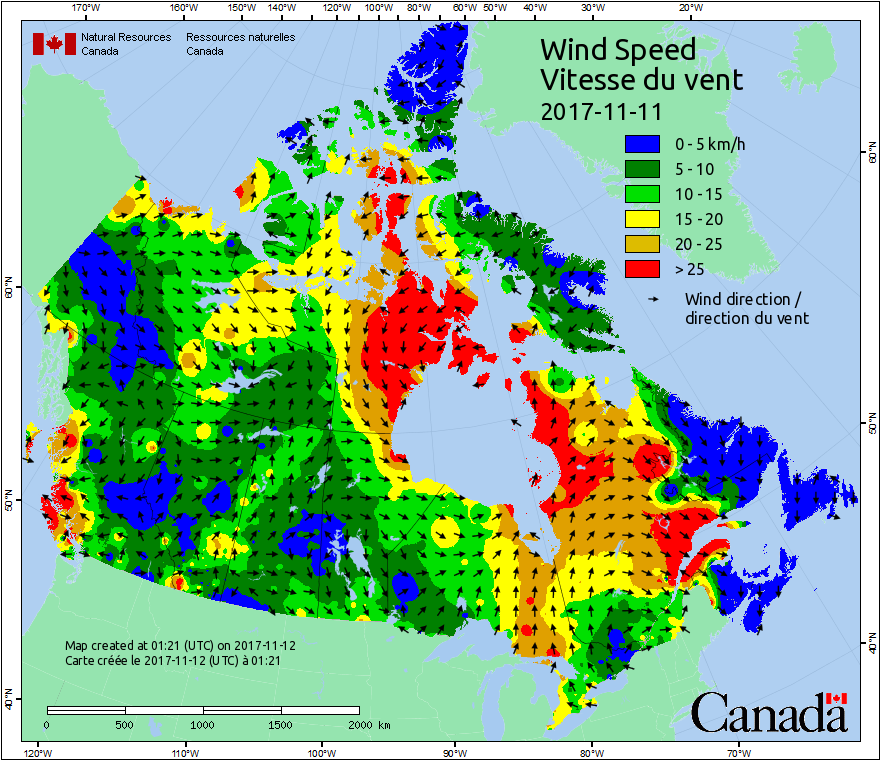 170°W 160°W 150°W 140°W 130°W 120°W 110°W 100°W 90°W 80°W 70°W 60°W 50°W 40°W 30°W 20°W
Natural Resources Canada
Ressources naturelles Canada
Wind Speed
Vitesse du vent
2017-11-11
0 - 5 km/h
5 - 10
10 - 15
15 - 20
20 - 25
> 25
Wind direction /
direction du vent
60°N
60°N
50°N
50°N
40°N
40°N
Map created at 01:21 (UTC) on 2017-11-12
Carte créée le 2017-11-12 (UTC) à 01:21
0 500 1000 1500 2000 km
Canada
120°W 110°W 100°W 90°W 80°W 70°W